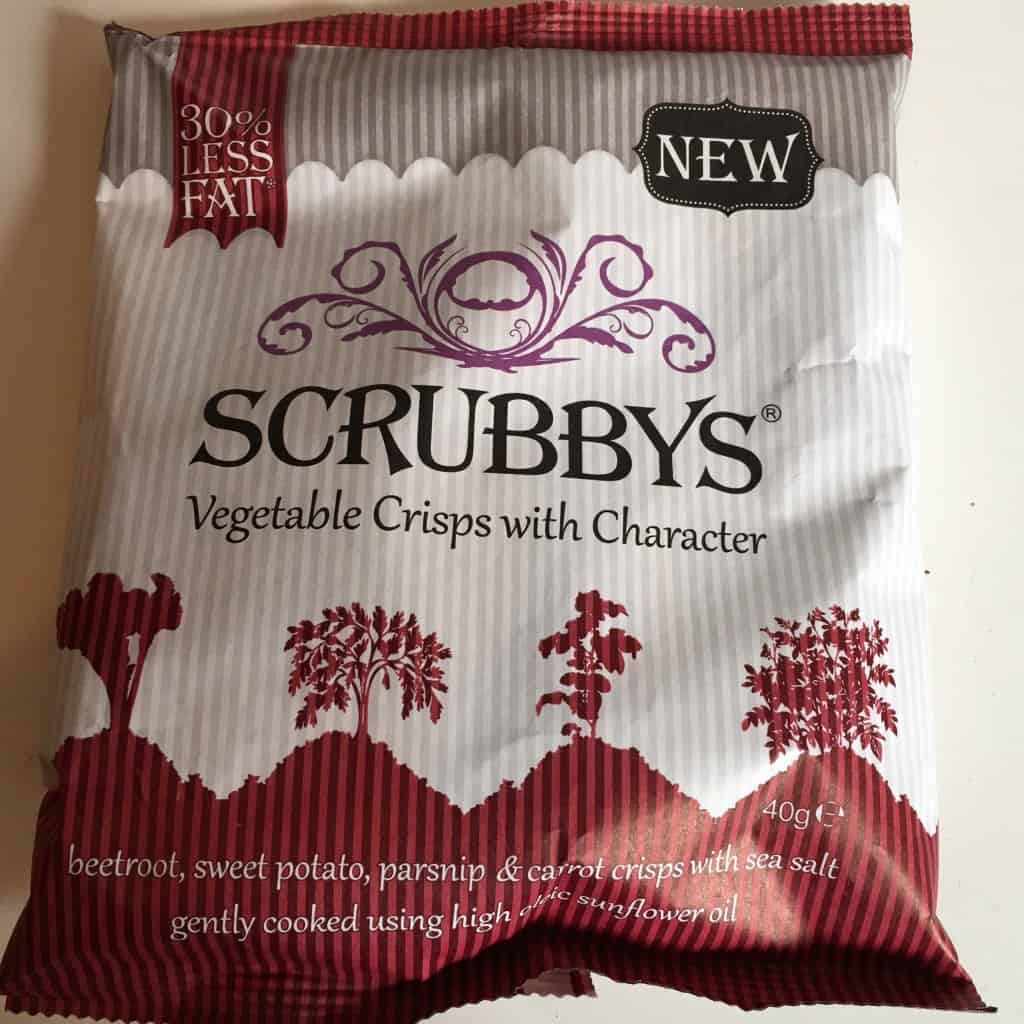 30%
LESS
FAT*
NEW
SCRUBBYS®
Vegetable Crisps with Character
40g ℮
beetroot, sweet potato, parsnip & carrot crisps with sea salt
gently cooked using high oleic sunflower oil